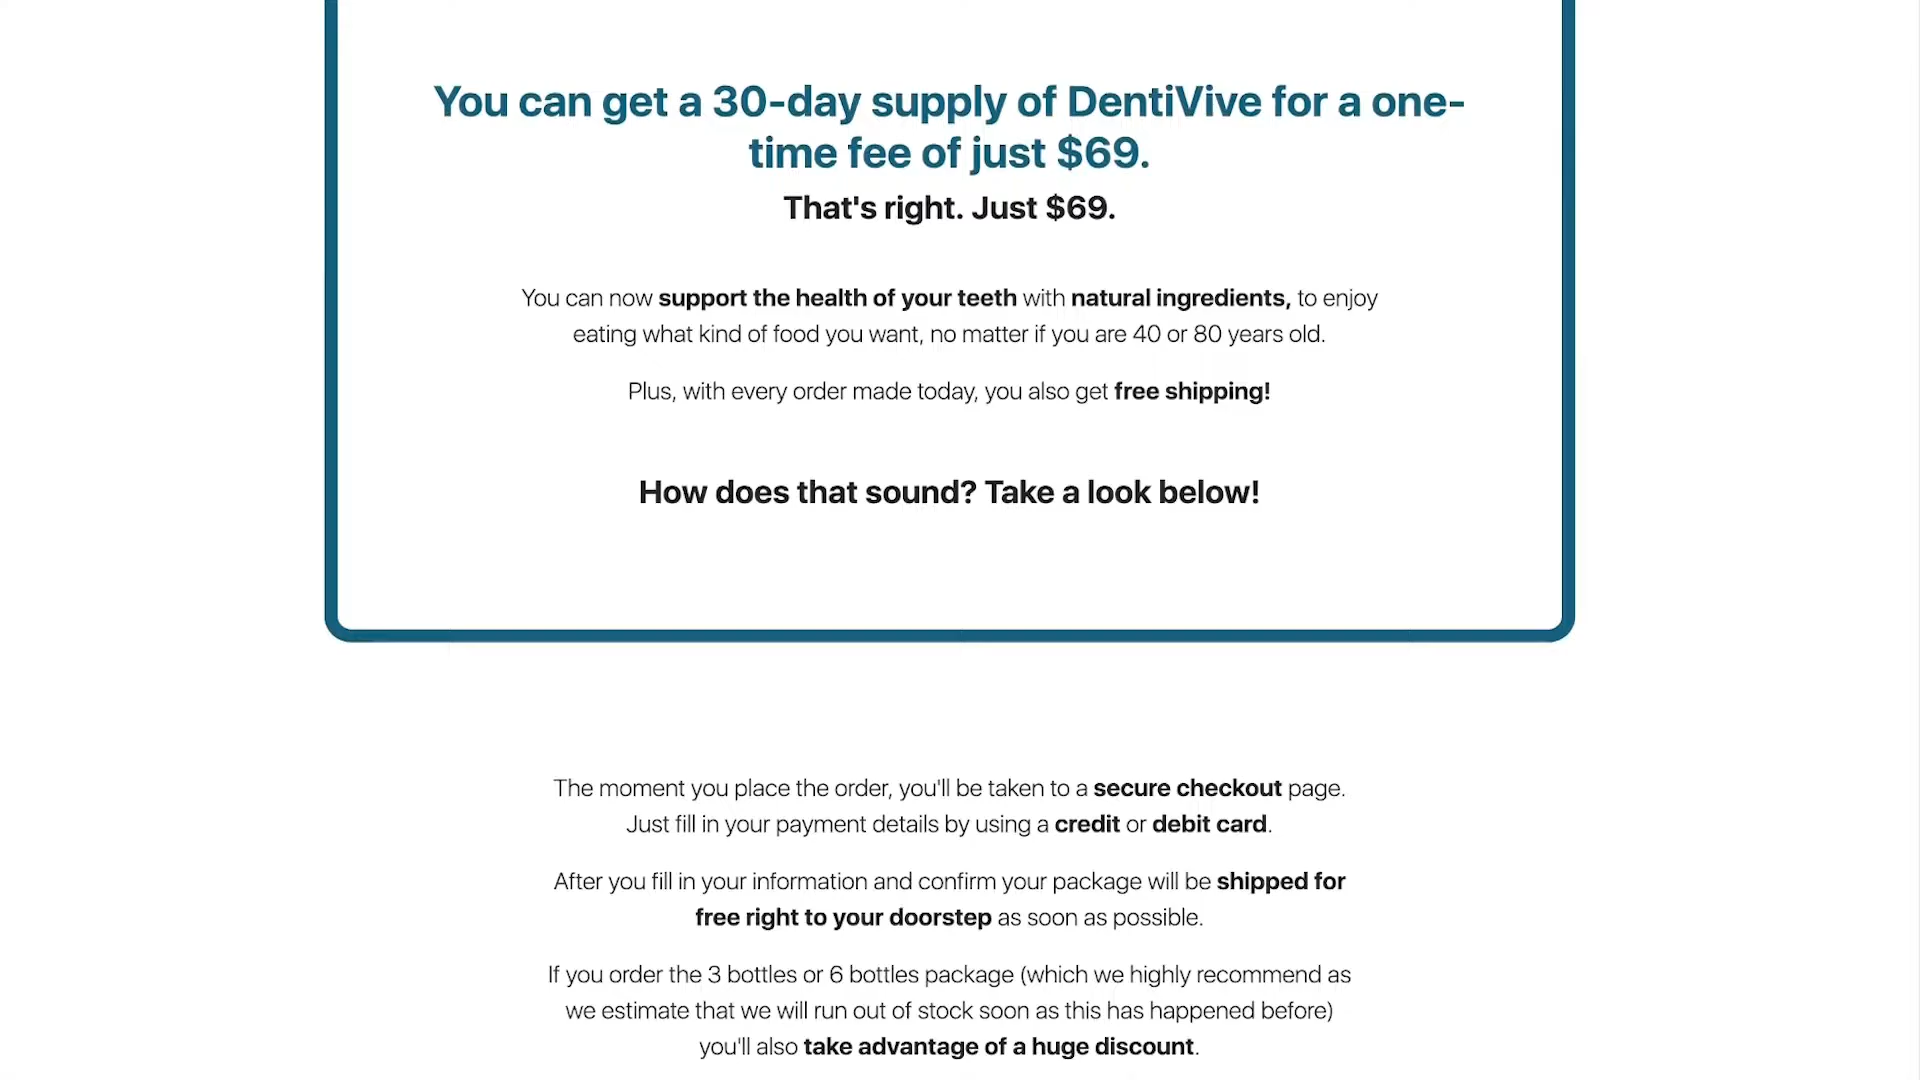 You can get a 30-day supply of DentiVive for a one-
time fee of just $69.
That's right. Just $69.
You can now support the health of your teeth with natural ingredients, to enjoy
eating what kind of food you want, no matter if you are 40 or 80 years old.
Plus, with every order made today, you also get free shipping!
How does that sound? Take a look below!
The moment you place the order, you'll be taken to a secure checkout page.
Just fill in your payment details by using a credit or debit card.
After you fill in your information and confirm your package will be shipped for
free right to your doorstep as soon as possible.
If you order the 3 bottles or 6 bottles package (which we highly recommend as
we estimate that we will run out of stock soon as this has happened before)
you'll also take advantage of a huge discount.